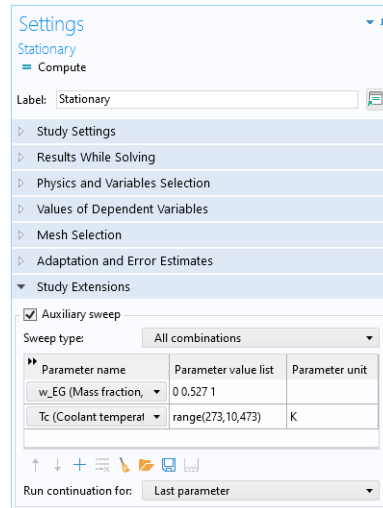 Settings
Stationary
= Compute
Label: Stationary
Study Settings
Results While Solving
Physics and Variables Selection
Values of Dependent Variables
Mesh Selection
Adaptation and Error Estimates
Study Extensions
Auxiliary sweep
Sweep type: All combinations
Parameter name Parameter value list Parameter unit
w_EG (Mass fraction, 0 0.527 1
Tc (Coolant temperat range(273,10,473) K
Run continuation for: Last parameter